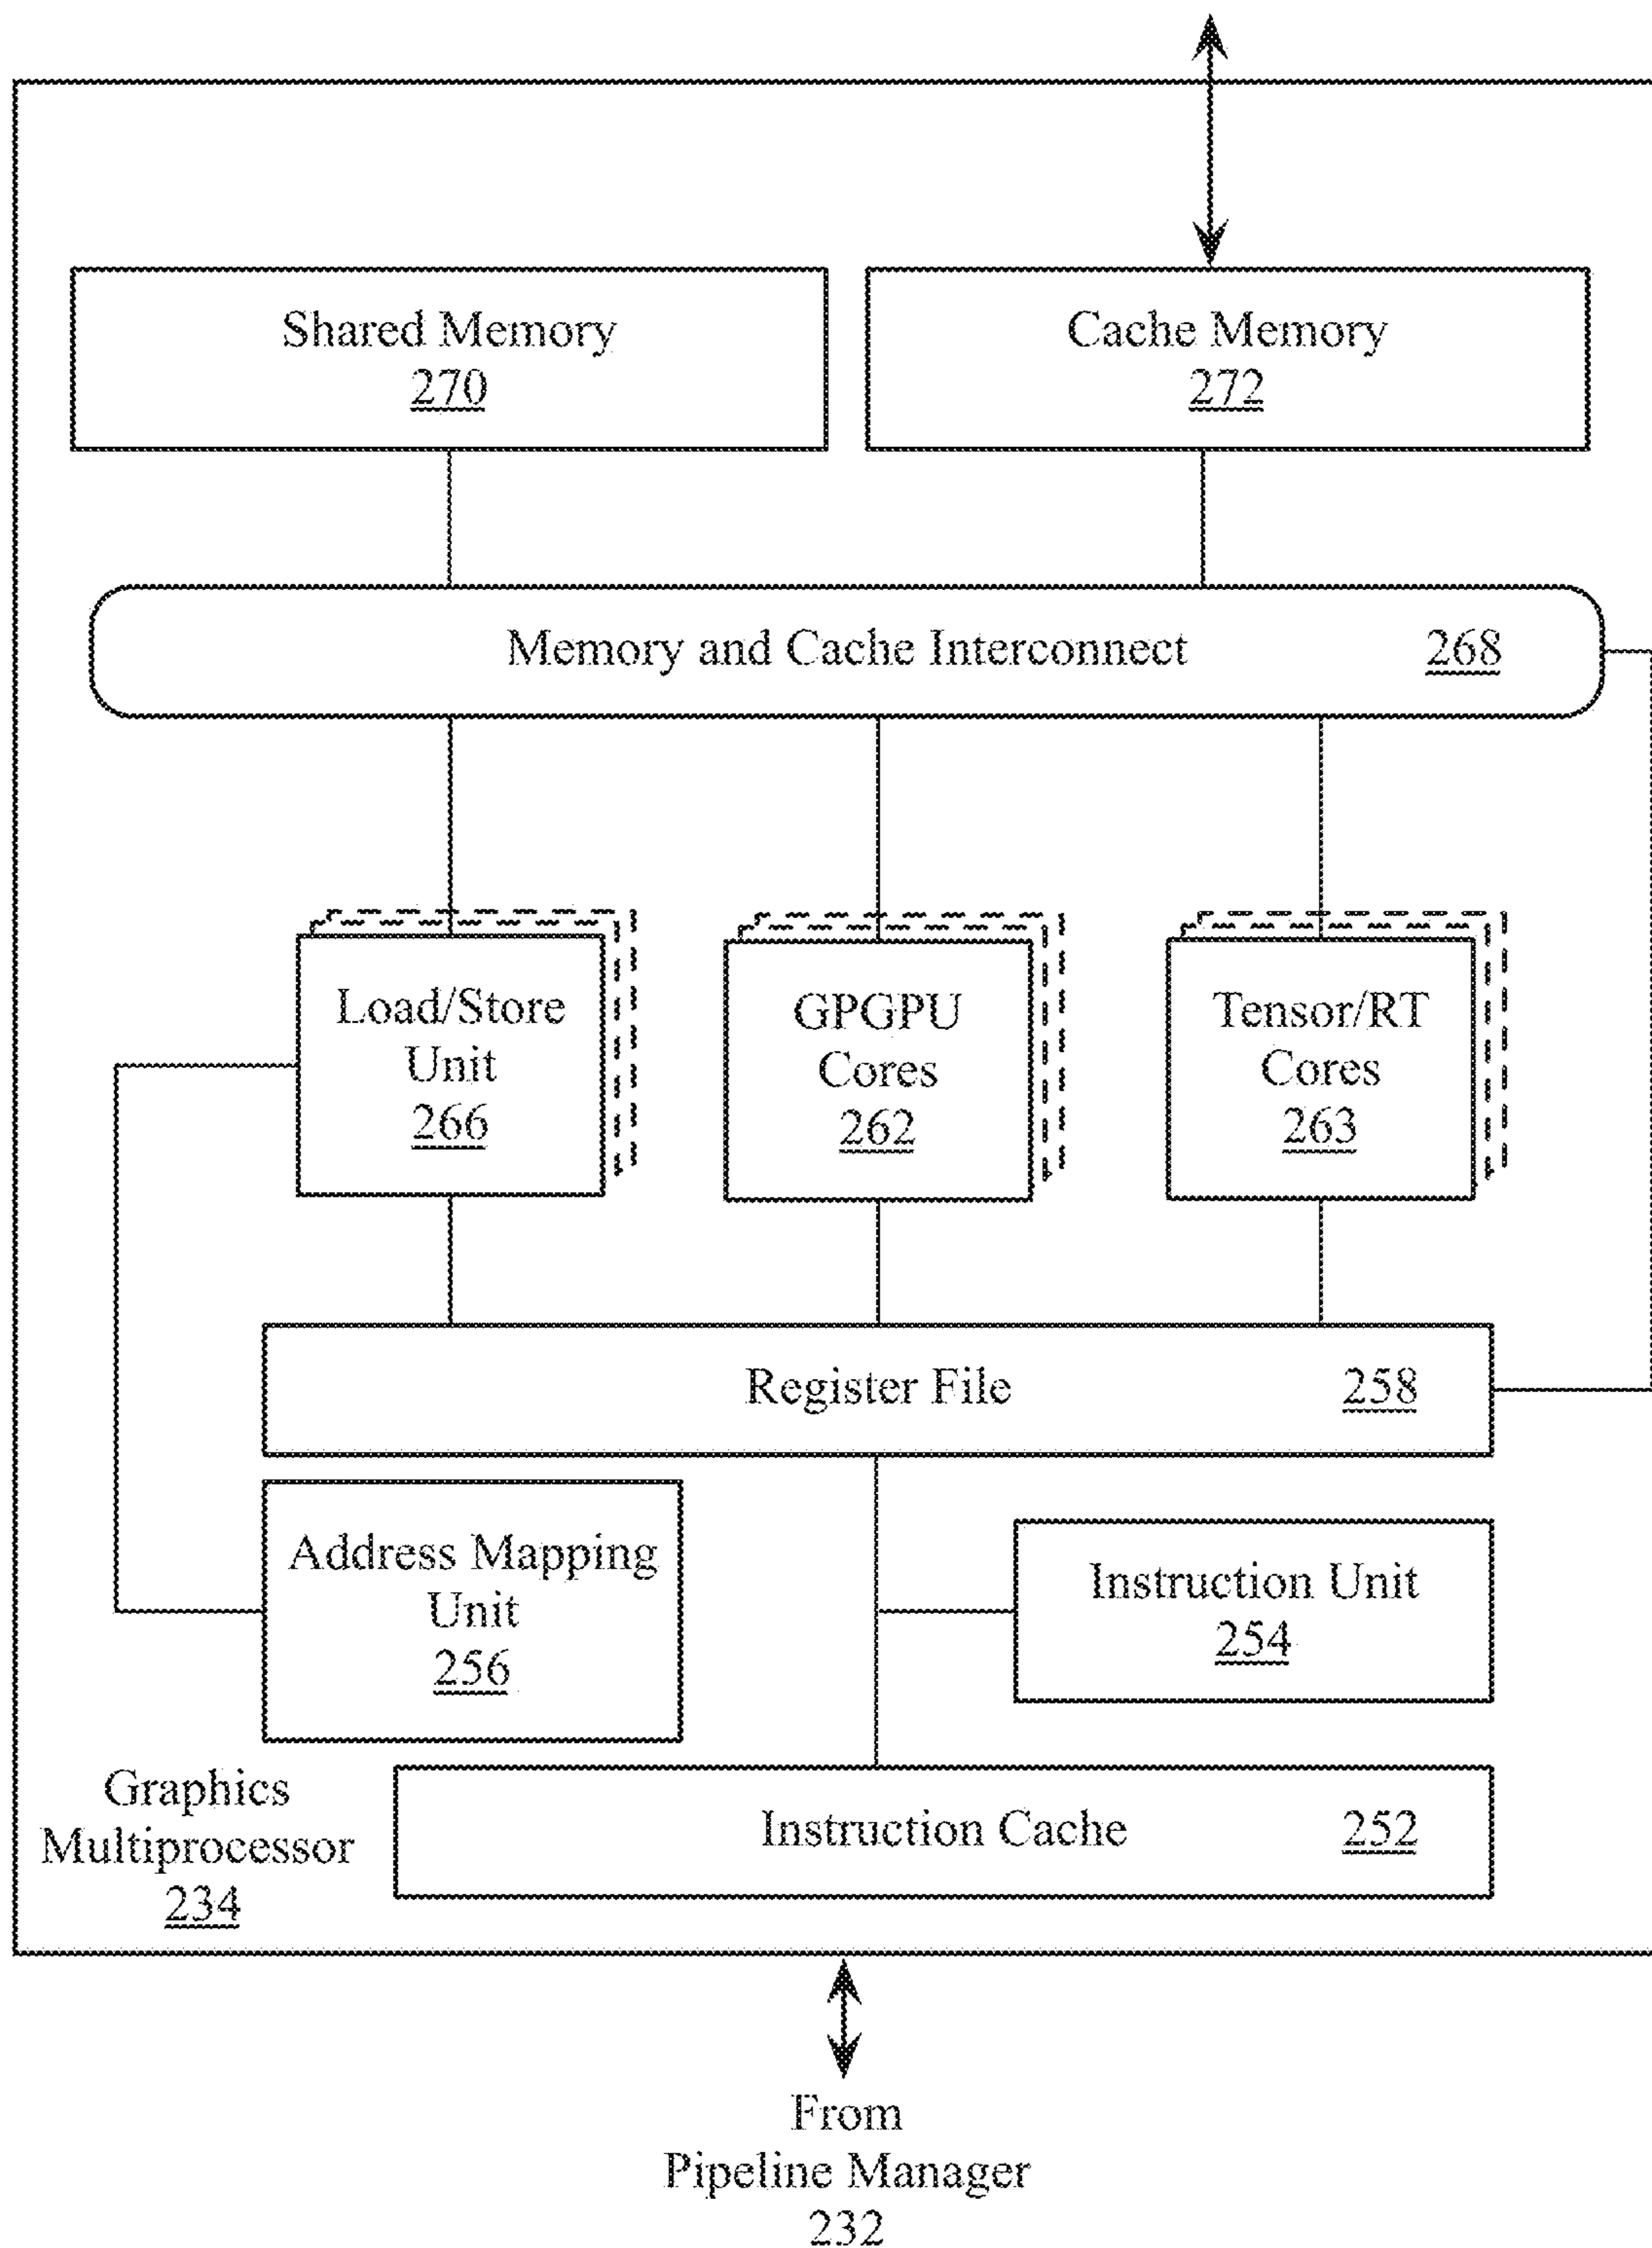 Shared Memory
270
Cache Memory
272
Memory and Cache Interconnect 268
Load/Store
Unit
266
GPGPU
Cores
262
Tensor/RT
Cores
263
Register File 258
Address Mapping
Unit
256
Instruction Unit
254
Graphics
Multiprocessor
234
Instruction Cache 252
From
Pipeline Manager
232